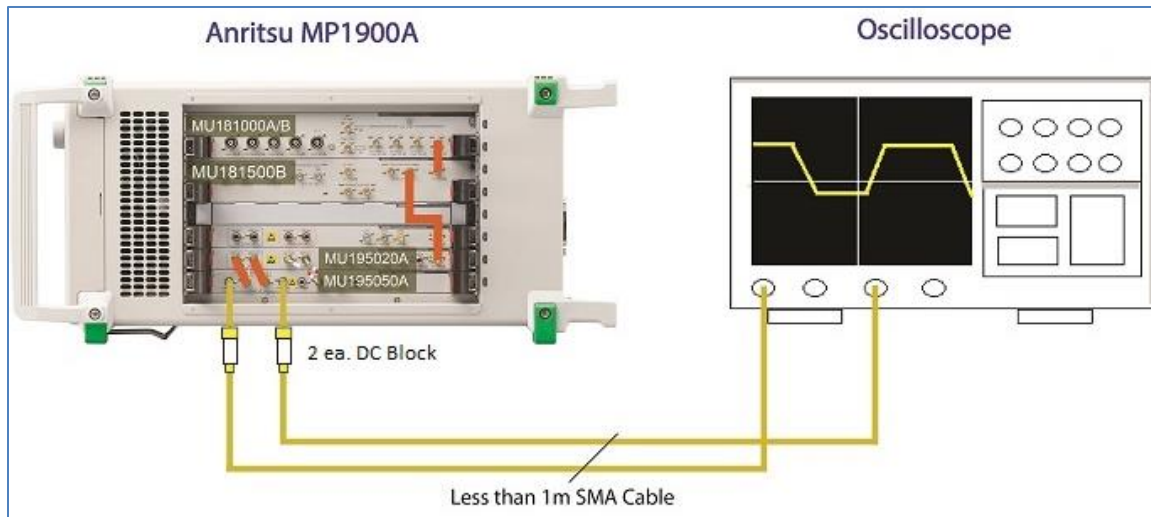 Anritsu MP1900A
Oscilloscope
MU181000A/B
MU181500B
MU195020A
MU195050A
2 ea. DC Block
Less than 1m SMA Cable